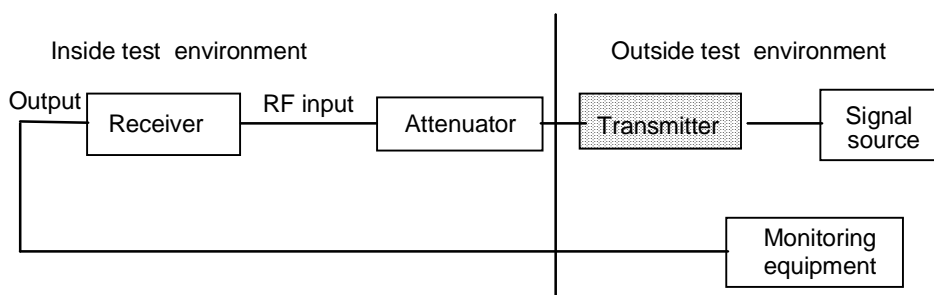 Inside test environment
Outside test environment
Output
Receiver
RF input
Attenuator
Transmitter
Signal
source
Monitoring
equipment